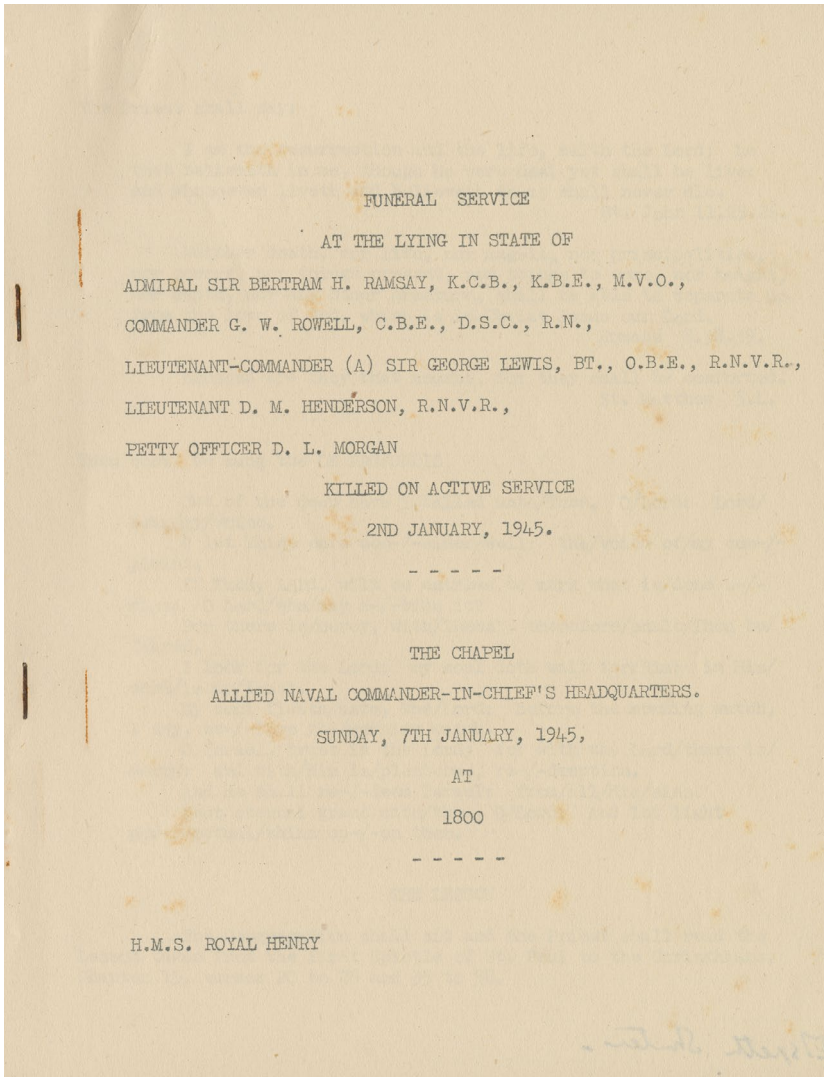 FUNERAL SERVICE
AT THE LYING IN STATE OF
ADMIRAL SIR BERTRAM H. RAMSAY, K.C.B., K.B.E., M.V.O.,
COMMANDER G. W. ROWELL, C.B.E., D.S.C., R.N.,
LIEUTENANT-COMMANDER (A) SIR GEORGE LEWIS, BT., O.B.E., R.N.V.R.,
LIEUTENANT D. M. HENDERSON, R.N.V.R.,
PETTY OFFICER D. L. MORGAN
KILLED ON ACTIVE SERVICE
2ND JANUARY, 1945.
- - - - -
THE CHAPEL
ALLIED NAVAL COMMANDER-IN-CHIEF'S HEADQUARTERS.
SUNDAY, 7TH JANUARY, 1945,
AT
1800
- - - - -
H.M.S. ROYAL HENRY